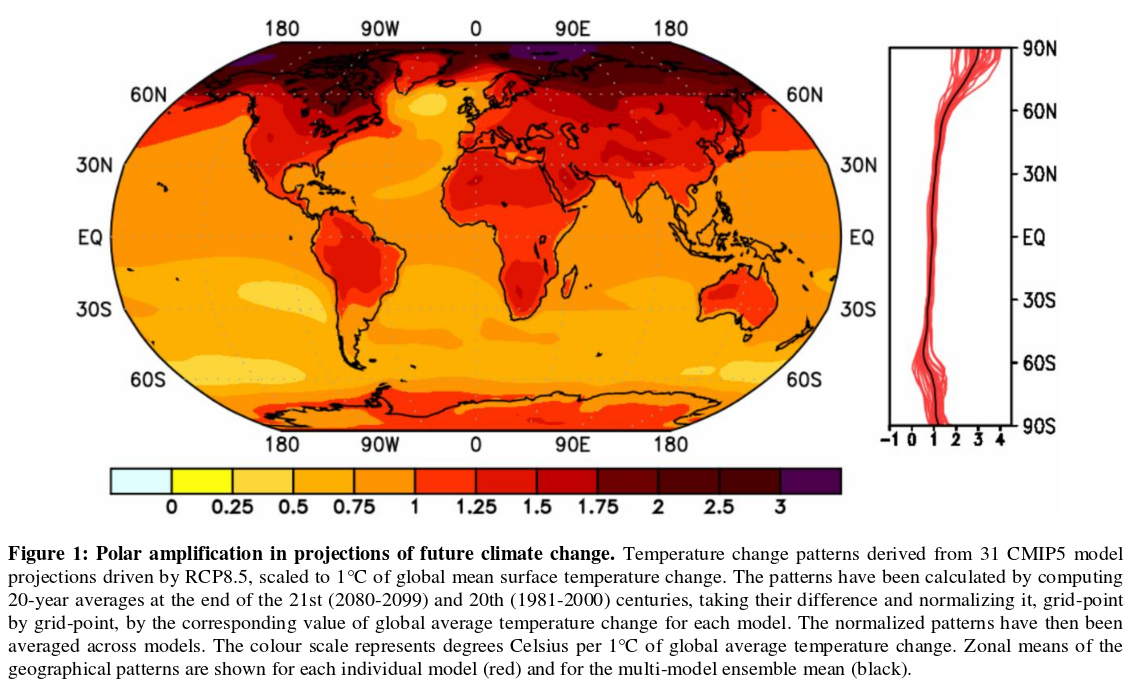 180 90W 0 90E 180
90N
60N 60N 60N
30N 30N 30N
EQ EQ EQ
30S 30S 30S
60S 60S 60S
90S
180 90W 0 90E 180
-1 0 1 2 3 4
0 0.25 0.5 0.75 1 1.25 1.5 1.75 2 2.5 3
Figure 1: Polar amplification in projections of future climate change. Temperature change patterns derived from 31 CMIP5 model
projections driven by RCP8.5, scaled to 1°C of global mean surface temperature change. The patterns have been calculated by computing
20-year averages at the end of the 21st (2080-2099) and 20th (1981-2000) centuries, taking their difference and normalizing it, grid-point
by grid-point, by the corresponding value of global average temperature change for each model. The normalized patterns have then been
averaged across models. The colour scale represents degrees Celsius per 1°C of global average temperature change. Zonal means of the
geographical patterns are shown for each individual model (red) and for the multi-model ensemble mean (black).